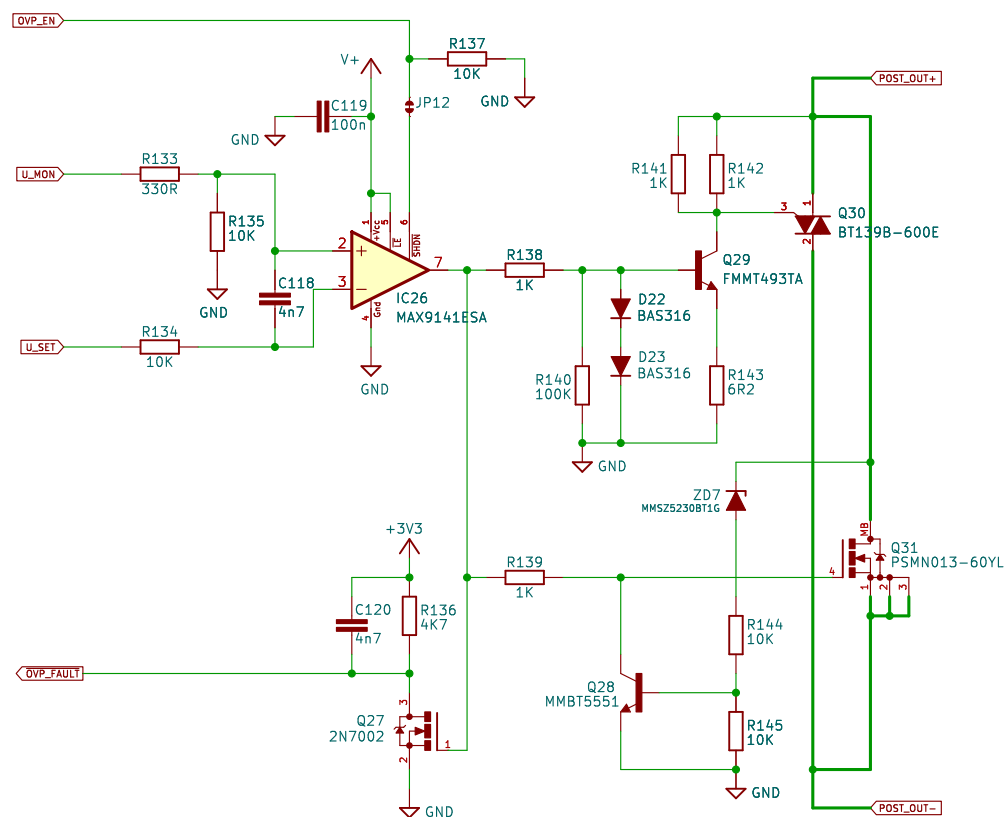 OVP_EN
R137
10K
GND
V+
JP12
C119
100n
GND
POST_OUT+
R133
330R
U_MON
R135
10K
GND
C118
4n7
R134
10K
U_SET
1
5
6
+Vcc
LE
SHDN
2
+
3
−
7
4
Gnd
IC26
MAX9141ESA
GND
R138
1K
R141
1K
R142
1K
3
1
2
Q30
BT139B-600E
Q29
FMMT493TA
D22
BAS316
D23
BAS316
R140
100K
R143
6R2
GND
ZD7
MMSZ5230BT1G
MB
Q31
PSMN013-60YL
4
1
2
3
+3V3
R139
1K
C120
4n7
R136
4K7
OVP_FAULT
R144
10K
Q28
MMBT5551
R145
10K
3
Q27
2N7002
1
2
GND
GND
POST_OUT-